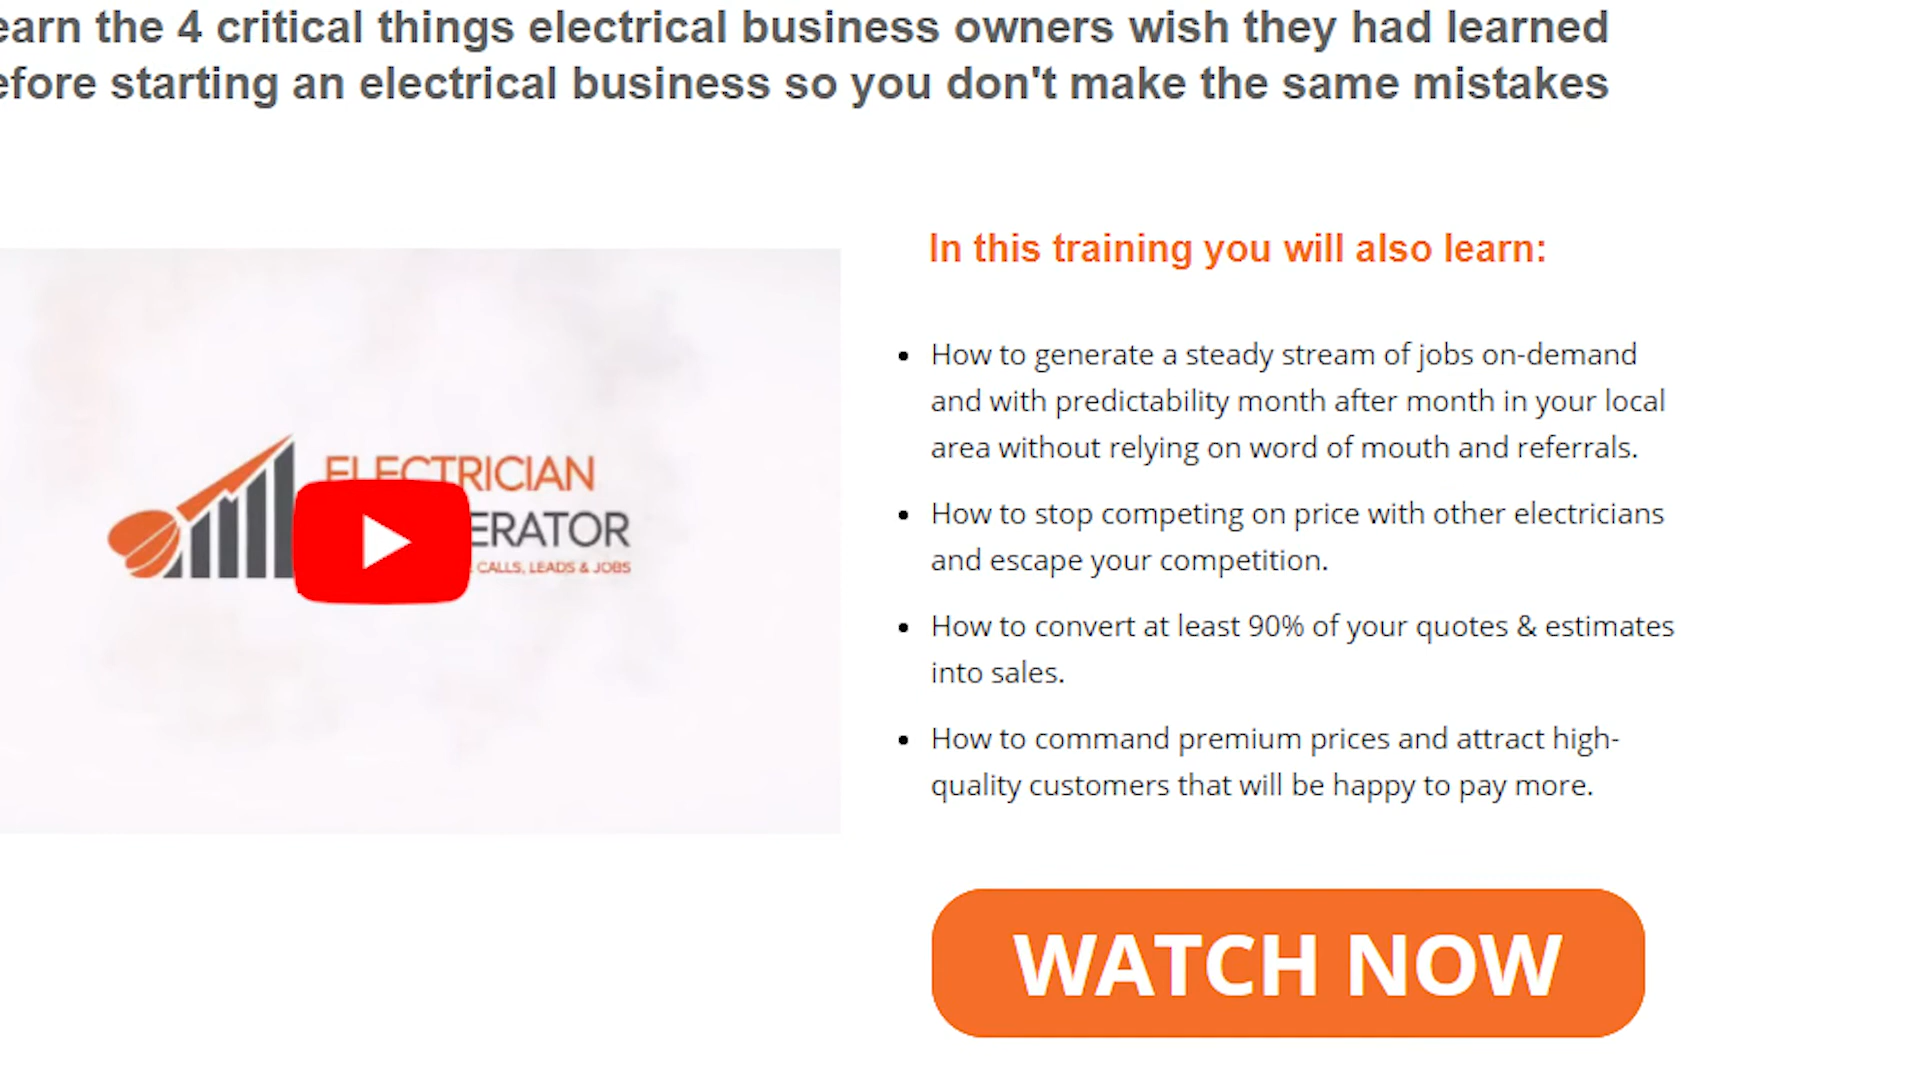 earn the 4 critical things electrical business owners wish they had learned
efore starting an electrical business so you don't make the same mistakes
In this training you will also learn:
ELECTRICIAN
ERATOR
CALLS, LEADS & JOBS
• How to generate a steady stream of jobs on-demand
and with predictability month after month in your local
area without relying on word of mouth and referrals.
• How to stop competing on price with other electricians
and escape your competition.
• How to convert at least 90% of your quotes & estimates
into sales.
• How to command premium prices and attract high-
quality customers that will be happy to pay more.
WATCH NOW